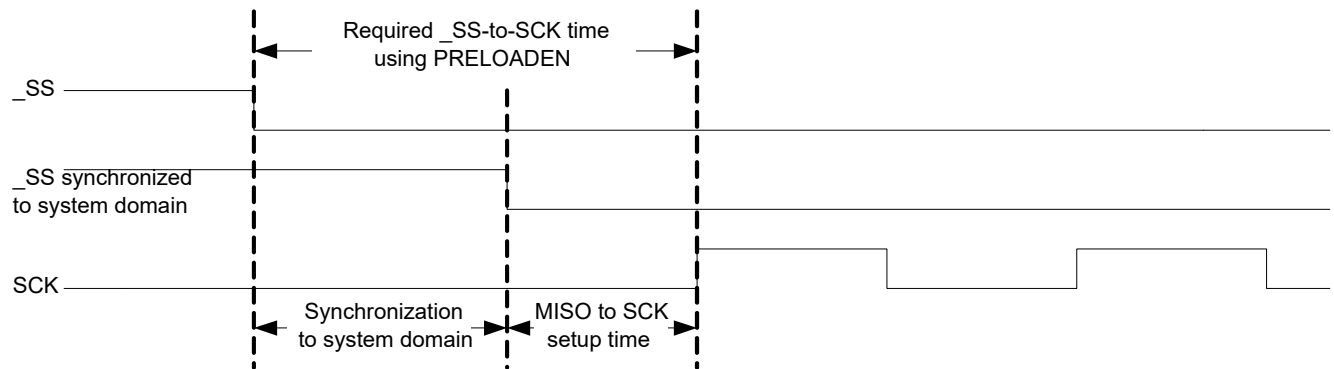 Required _SS-to-SCK time
using PRELOADEN
_SS
_SS synchronized
to system domain
SCK
Synchronization
to system domain
MISO to SCK
setup time